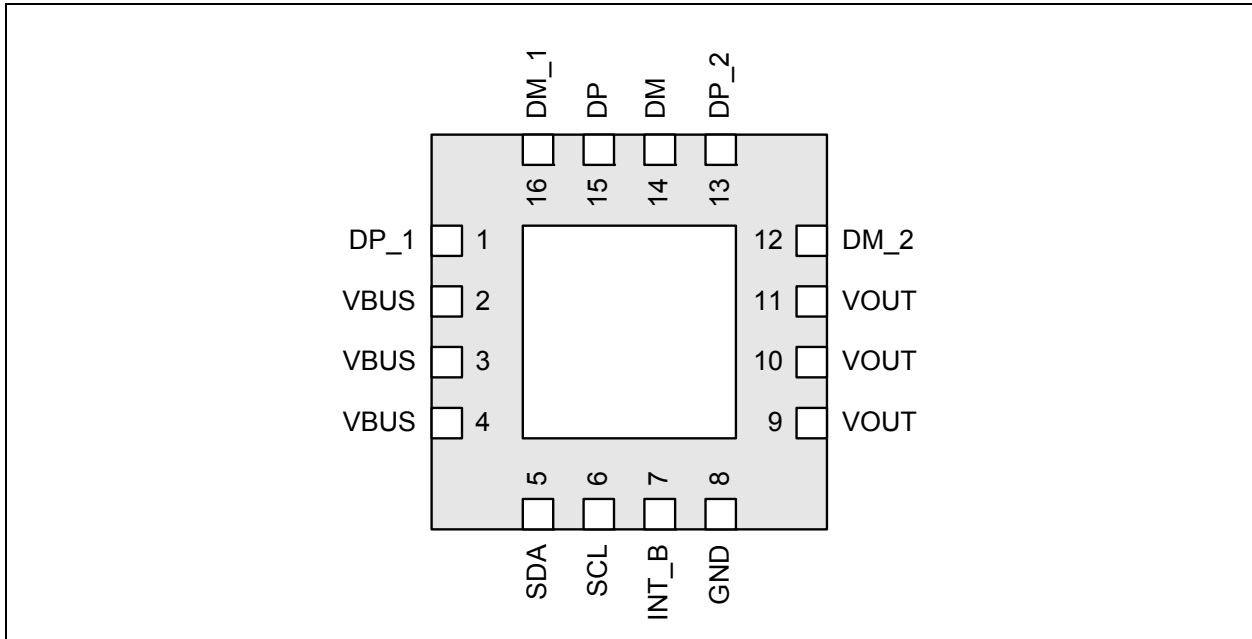 DM_1 DP DM DP_2
16 15 14 13
DP_1 1 12 DM_2
VBUS 2 11 VOUT
VBUS 3 10 VOUT
VBUS 4 9 VOUT
5 6 7 8
SDA SCL INT_B GND